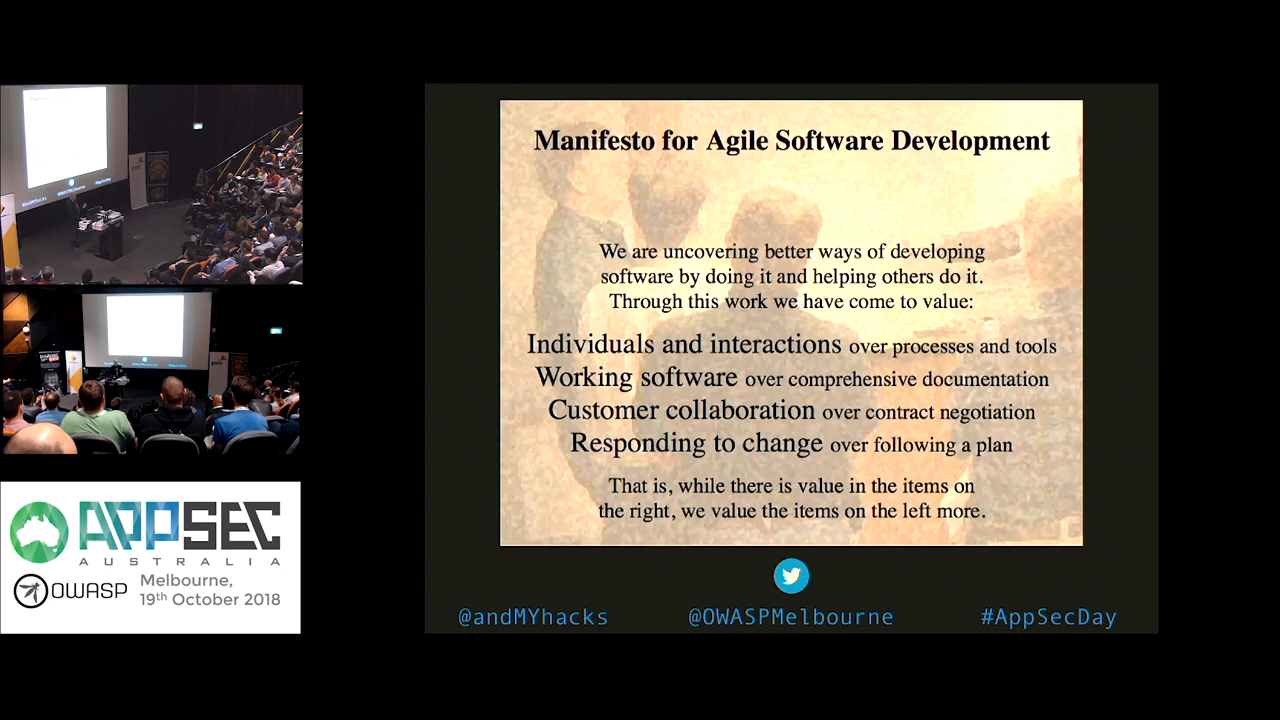 Manifesto for Agile Software Development
We are uncovering better ways of developing
software by doing it and helping others do it.
Through this work we have come to value:
Individuals and interactions over processes and tools
Working software over comprehensive documentation
Customer collaboration over contract negotiation
Responding to change over following a plan
That is, while there is value in the items on
the right, we value the items on the left more.
@andMYhacks @OWASPMelbourne #AppSecDay
APPSEC
AUSTRALIA
OWASP
Melbourne,
19th October 2018